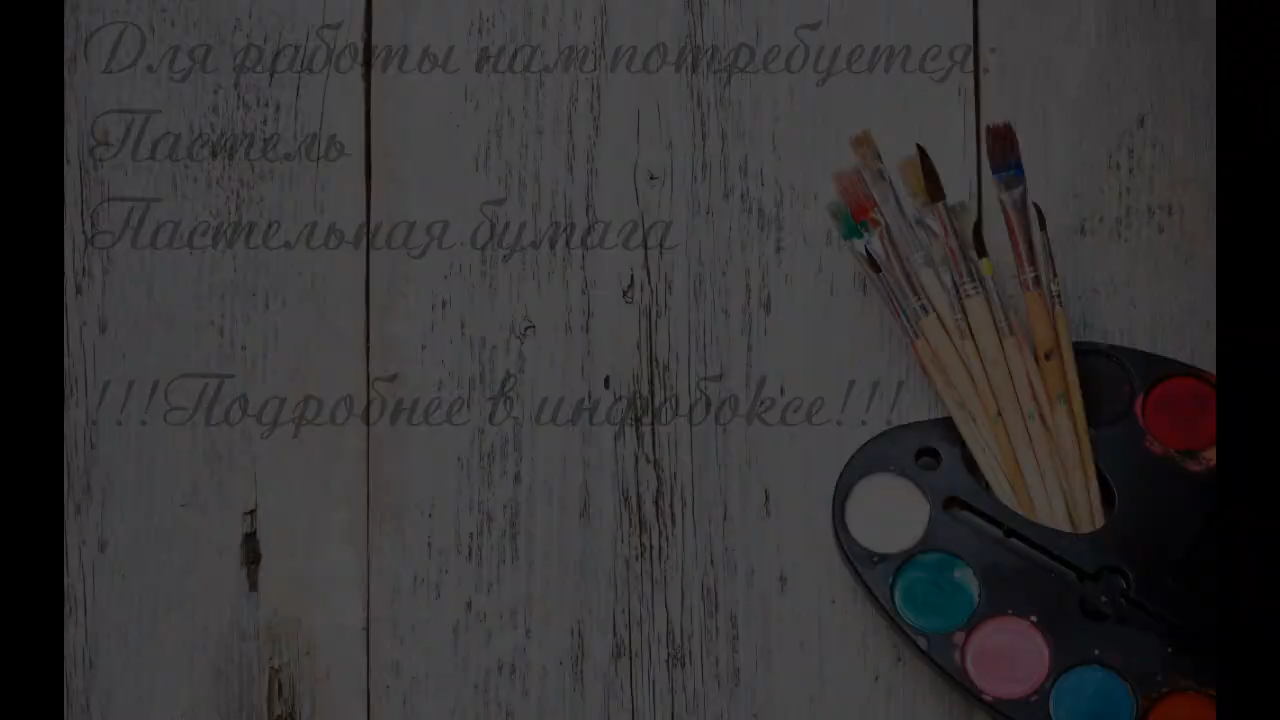 Для работы нам потребуется:
Пастель
Пастельная бумага
!!!Подробнее в инфобоксе!!!